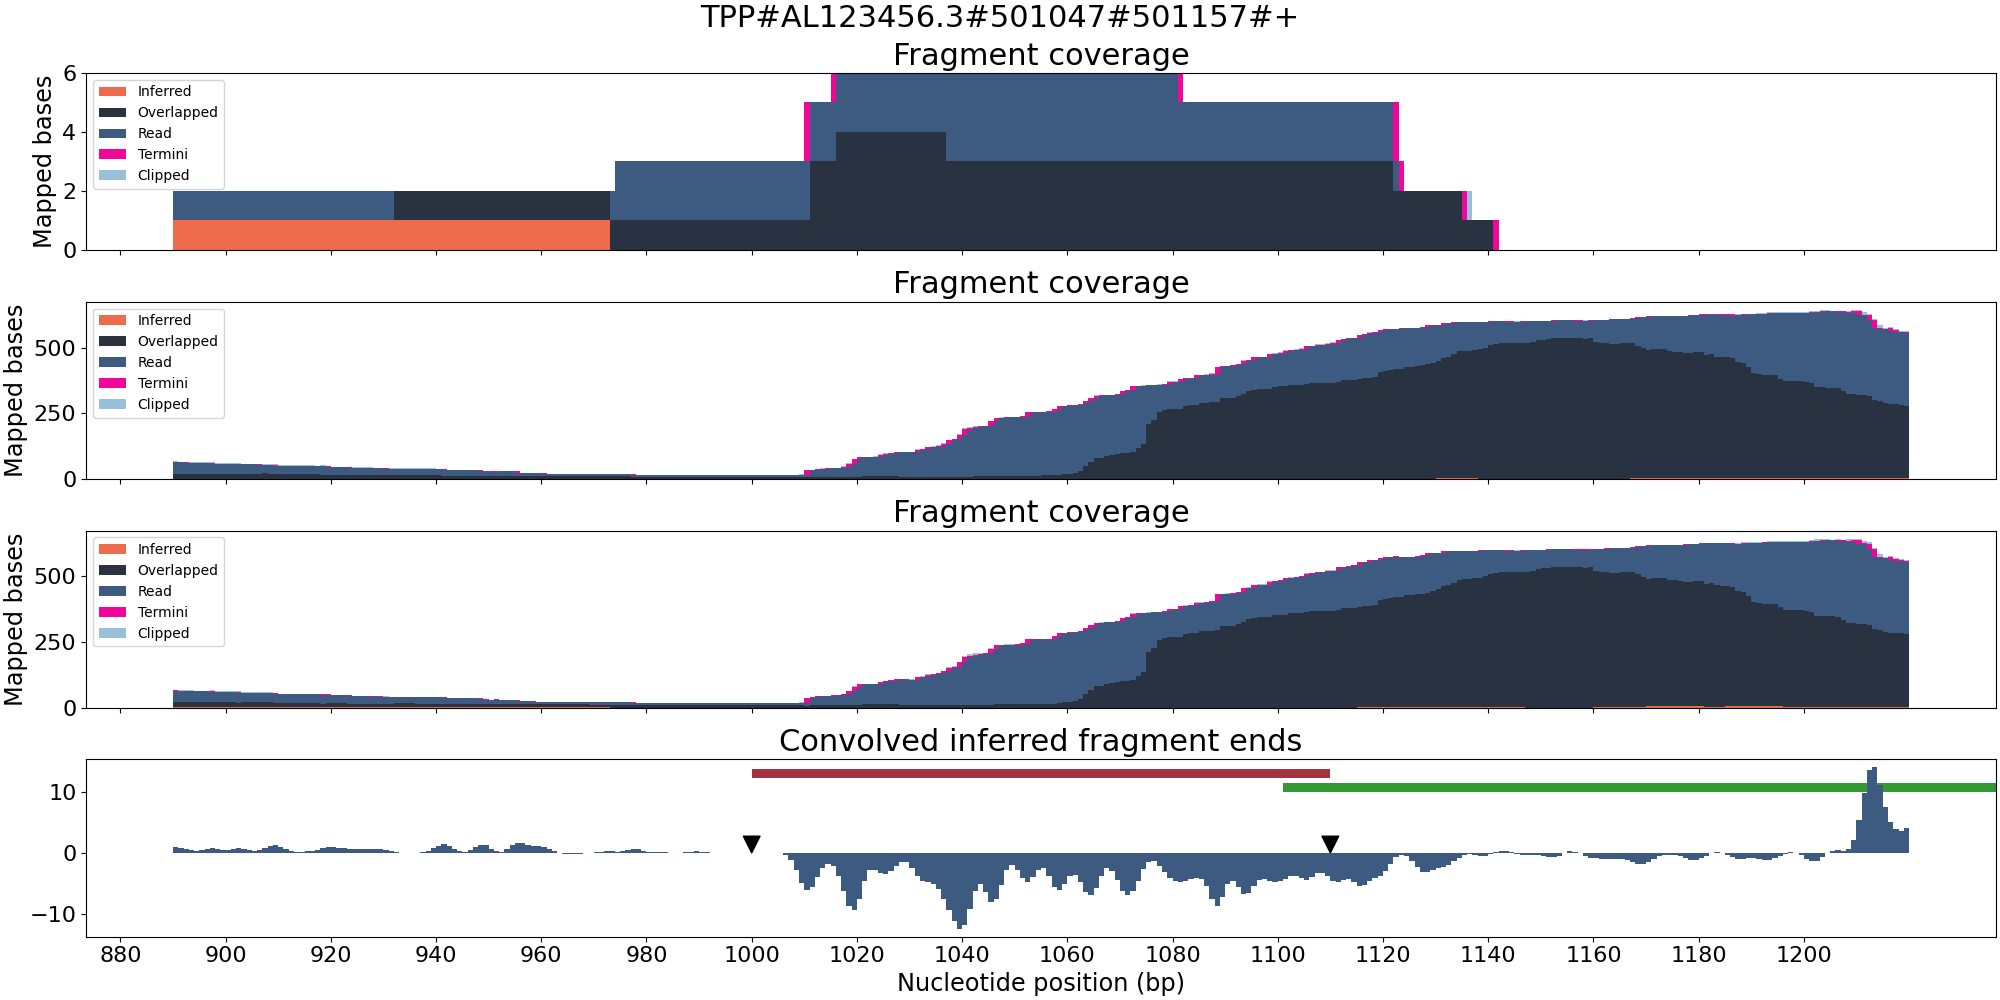 TPP#AL123456.3#501047#501157#+
Fragment coverage
Mapped bases
6
4
2
0
Inferred
Overlapped
Read
Termini
Clipped
Fragment coverage
Mapped bases
500
250
0
Inferred
Overlapped
Read
Termini
Clipped
Fragment coverage
Mapped bases
500
250
0
Inferred
Overlapped
Read
Termini
Clipped
Convolved inferred fragment ends
10
0
−10
880 900 920 940 960 980 1000 1020 1040 1060 1080 1100 1120 1140 1160 1180 1200
Nucleotide position (bp)